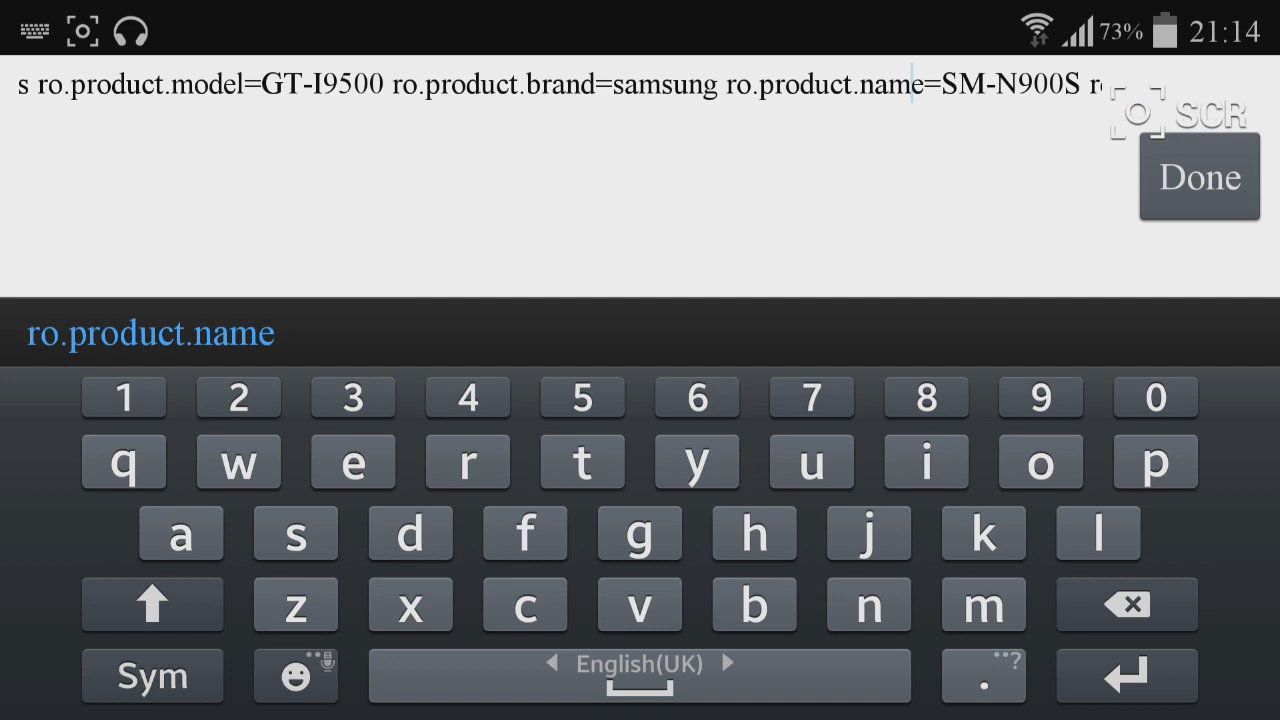 73% 21:14
s ro.product.model=GT-I9500 ro.product.brand=samsung ro.product.name=SM-N900S r
SCR
Done
ro.product.name
1 2 3 4 5 6 7 8 9 0
q w e r t y u i o p
a s d f g h j k l
z x c v b n m
Sym English(UK) . ?